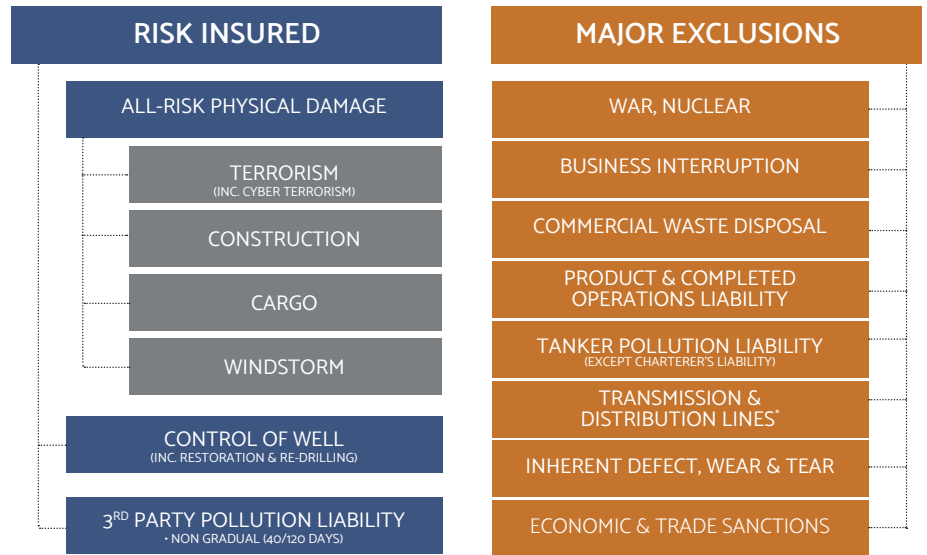 RISK INSURED
ALL-RISK PHYSICAL DAMAGE
TERRORISM
(INC. CYBER TERRORISM)
CONSTRUCTION
CARGO
WINDSTORM
CONTROL OF WELL
(INC. RESTORATION & RE-DRILLING)
3RD PARTY POLLUTION LIABILITY
• NON GRADUAL (40/120 DAYS)
MAJOR EXCLUSIONS
WAR, NUCLEAR
BUSINESS INTERRUPTION
COMMERCIAL WASTE DISPOSAL
PRODUCT & COMPLETED
OPERATIONS LIABILITY
TANKER POLLUTION LIABILITY
(EXCEPT CHARTERER'S LIABILITY)
TRANSMISSION &
DISTRIBUTION LINES*
INHERENT DEFECT, WEAR & TEAR
ECONOMIC & TRADE SANCTIONS